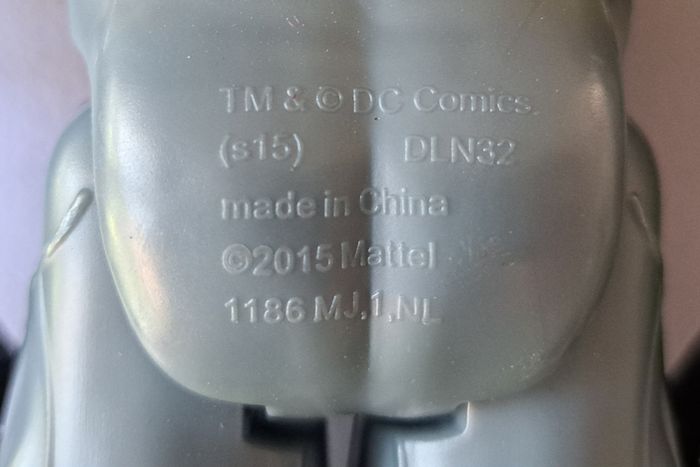 TM & © DC Comics.
(s15) DLN32
made in China
©2015 Mattel
1186 MJ,1,NL